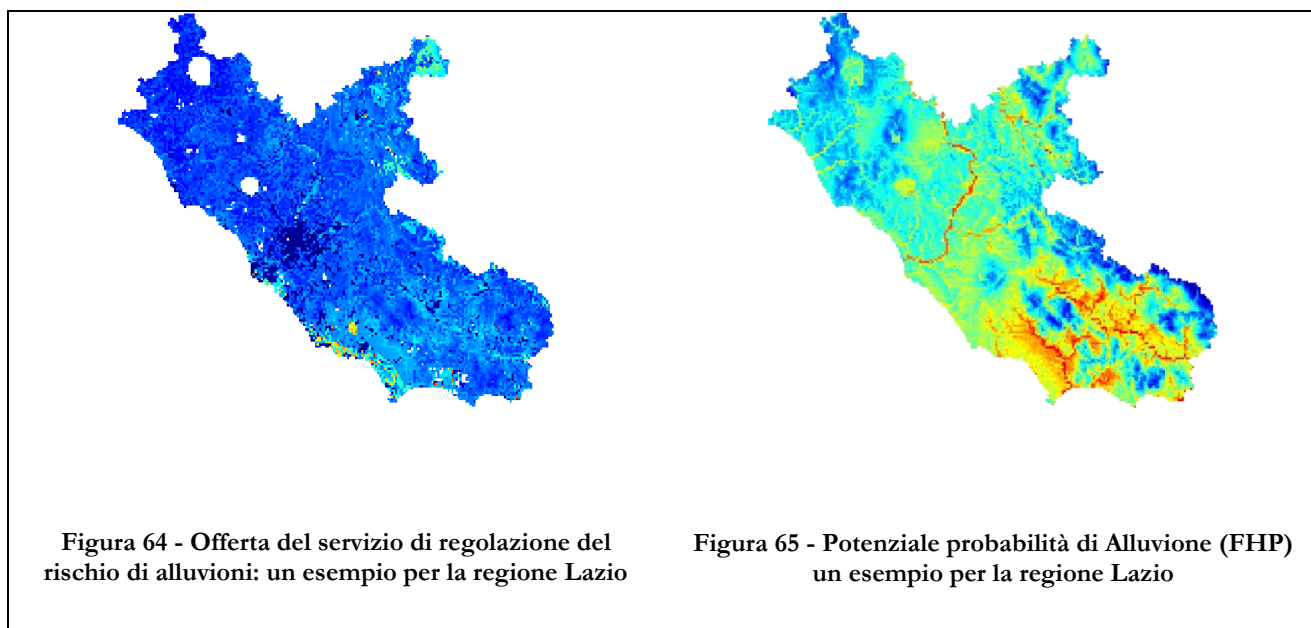 Figura 64 - Offerta del servizio di regolazione del
rischio di alluvioni: un esempio per la regione Lazio
Figura 65 - Potenziale probabilità di Alluvione (FHP)
un esempio per la regione Lazio